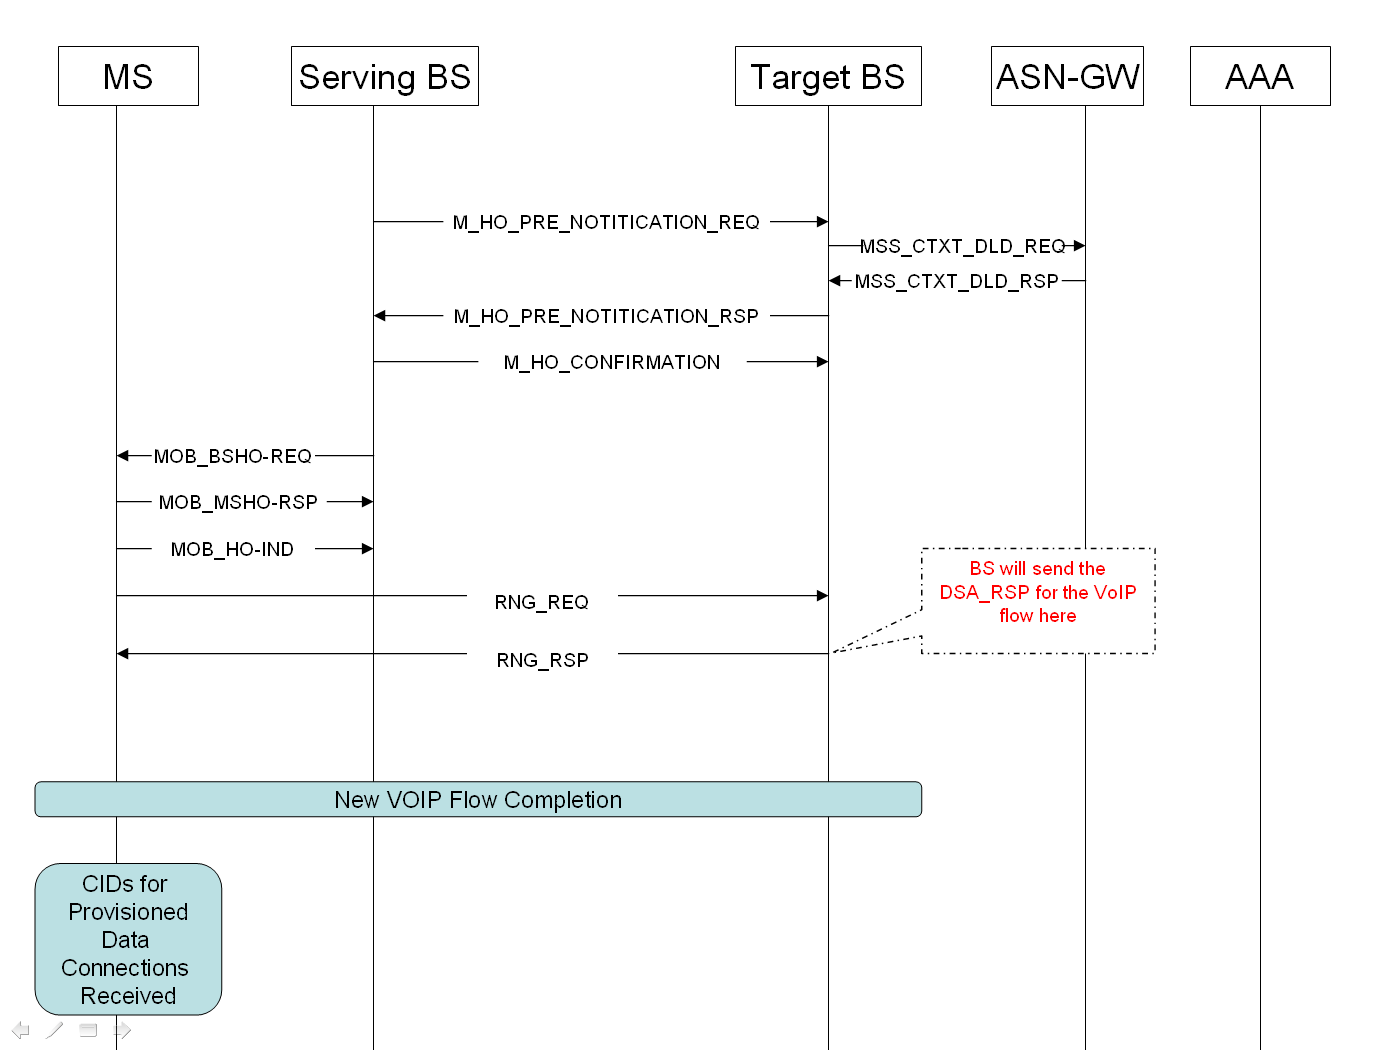 MS
Serving BS
Target BS
ASN-GW
AAA
M_HO_PRE_NOTITICATION_REQ
MSS_CTXT_DLD_REQ
MSS_CTXT_DLD_RSP
M_HO_PRE_NOTITICATION_RSP
M_HO_CONFIRMATION
MOB_BSHO-REQ
MOB_MSHO-RSP
MOB_HO-IND
BS will send the
DSA_RSP for the VoIP
flow here
RNG_REQ
RNG_RSP
New VOIP Flow Completion
CIDs for
Provisioned
Data
Connections
Received